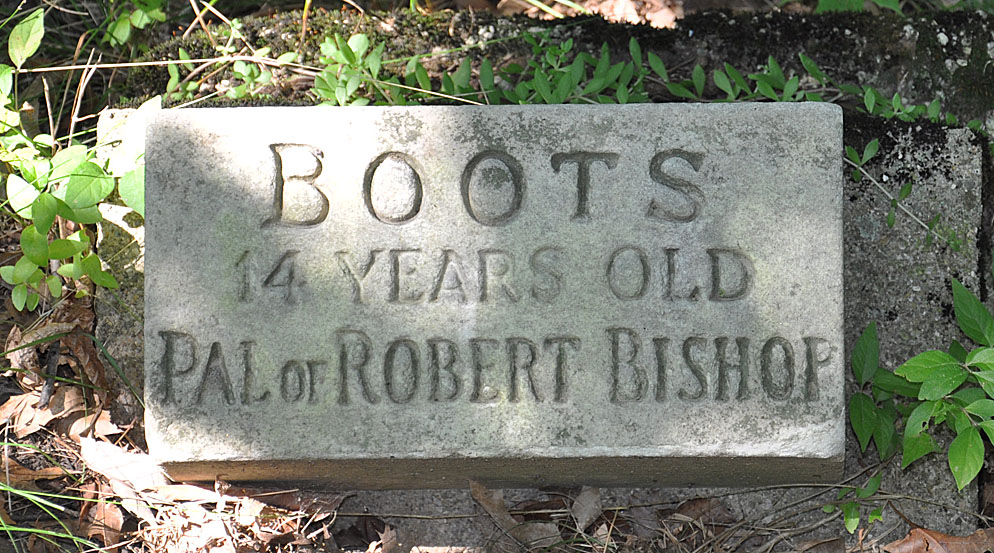 BOOTS
14 YEARS OLD
PAL OF ROBERT BISHOP